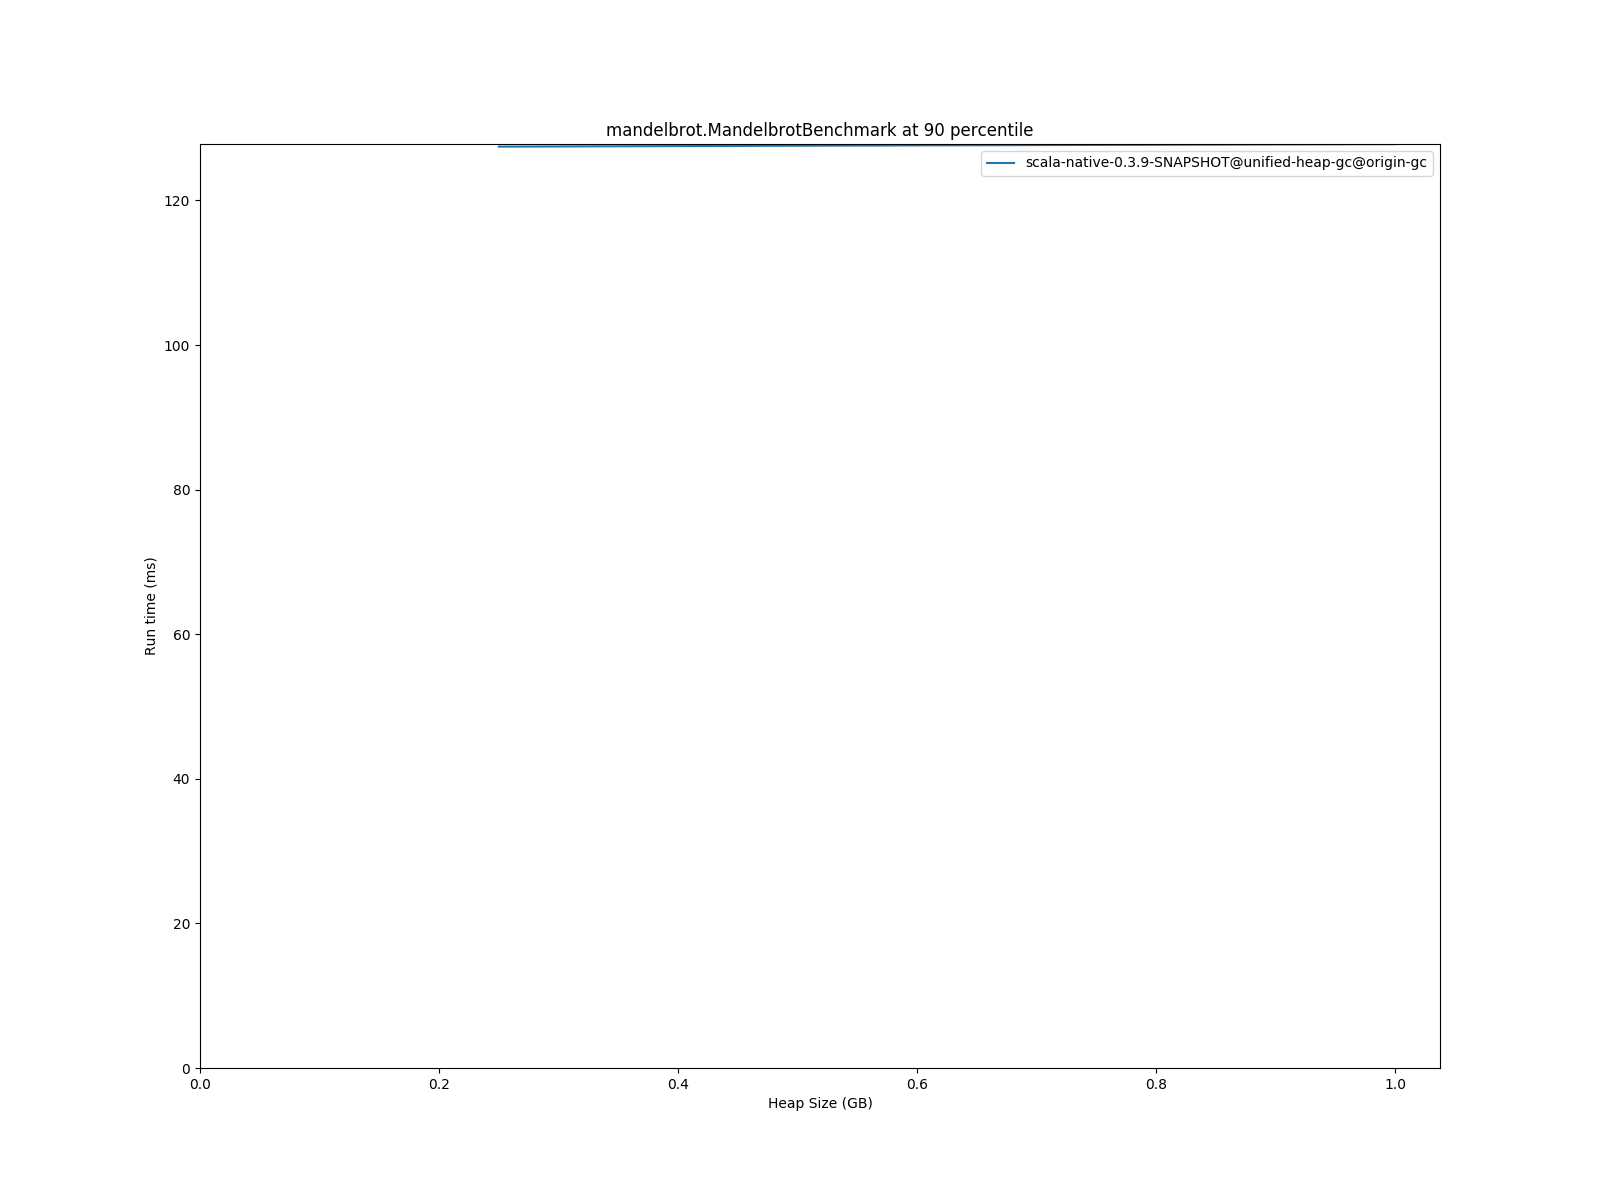 mandelbrot.MandelbrotBenchmark at 90 percentile
scala-native-0.3.9-SNAPSHOT@unified-heap-gc@origin-gc
120
100
80
60
40
20
0
Run time (ms)
0.0 0.2 0.4 0.6 0.8 1.0
Heap Size (GB)